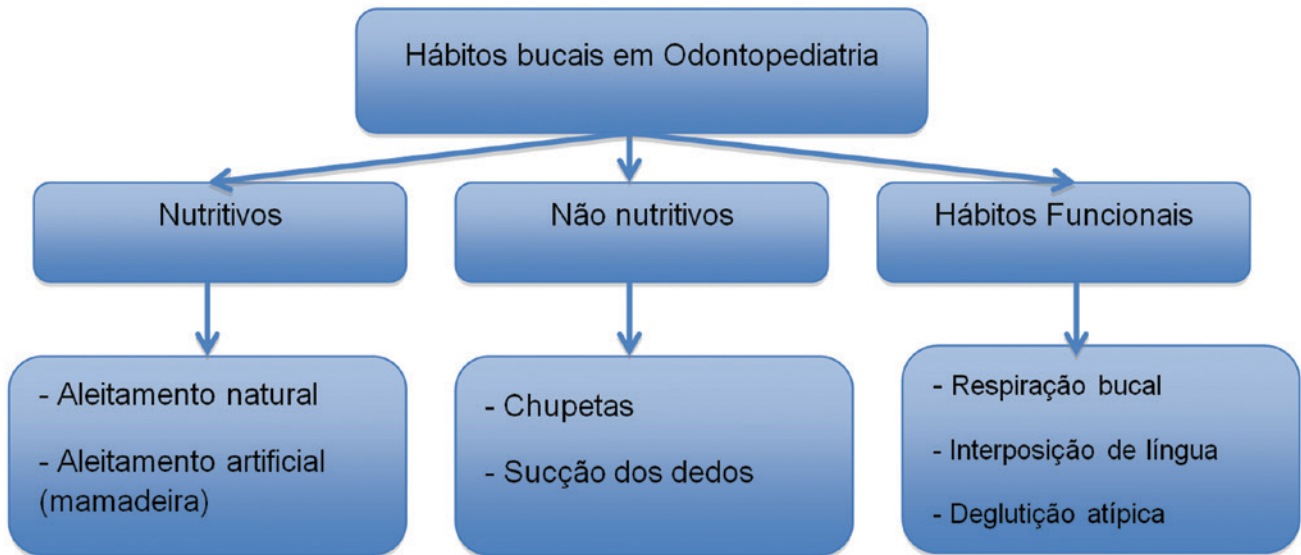 Hábitos bucais em Odontopediatria
Nutritivos
Não nutritivos
Hábitos Funcionais
- Aleitamento natural
- Aleitamento artificial
(mamadeira)
- Chupetas
- Sucção dos dedos
- Respiração bucal
- Interposição de língua
- Deglutição atípica